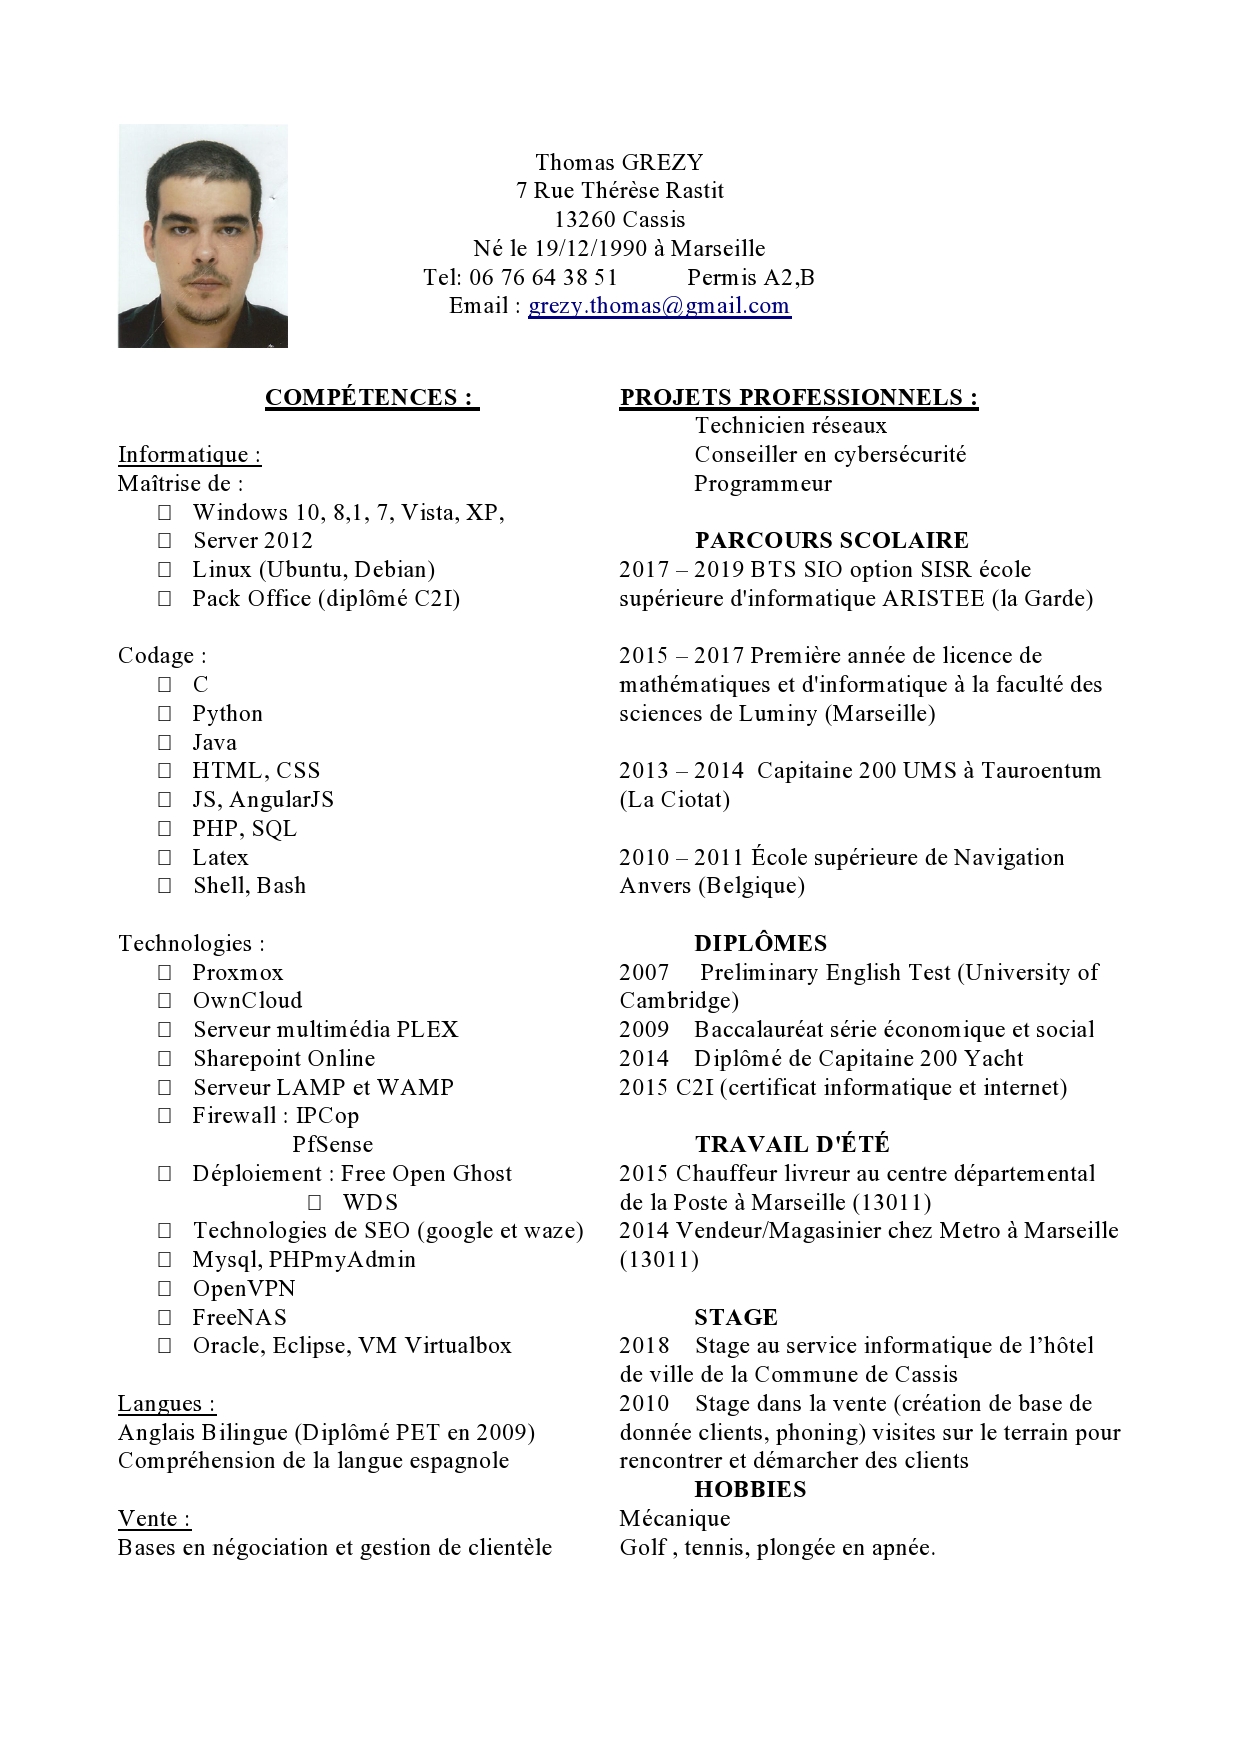 Thomas GREZY
7 Rue Thérèse Rastit
13260 Cassis
Né le 19/12/1990 à Marseille
Tel: 06 76 64 38 51 Permis A2,B
Email : grezy.thomas@gmail.com
COMPÉTENCES :
Informatique :
Maîtrise de :
Windows 10, 8,1, 7, Vista, XP,
Server 2012
Linux (Ubuntu, Debian)
Pack Office (diplômé C2I)
Codage :
C
Python
Java
HTML, CSS
JS, AngularJS
PHP, SQL
Latex
Shell, Bash
Technologies :
Proxmox
OwnCloud
Serveur multimédia PLEX
Sharepoint Online
Serveur LAMP et WAMP
Firewall : IPCop
PfSense
Déploiement : Free Open Ghost
WDS
Technologies de SEO (google et waze)
Mysql, PHPmyAdmin
OpenVPN
FreeNAS
Oracle, Eclipse, VM Virtualbox
Langues :
Anglais Bilingue (Diplômé PET en 2009)
Compréhension de la langue espagnole
Vente :
Bases en négociation et gestion de clientèle
PROJETS PROFESSIONNELS :
Technicien réseaux
Conseiller en cybersécurité
Programmeur
PARCOURS SCOLAIRE
2017 – 2019 BTS SIO option SISR école
supérieure d'informatique ARISTEE (la Garde)
2015 – 2017 Première année de licence de
mathématiques et d'informatique à la faculté des
sciences de Luminy (Marseille)
2013 – 2014 Capitaine 200 UMS à Tauroentum
(La Ciotat)
2010 – 2011 École supérieure de Navigation
Anvers (Belgique)
DIPLÔMES
2007 Preliminary English Test (University of
Cambridge)
2009 Baccalauréat série économique et social
2014 Diplômé de Capitaine 200 Yacht
2015 C2I (certificat informatique et internet)
TRAVAIL D'ÉTÉ
2015 Chauffeur livreur au centre départemental
de la Poste à Marseille (13011)
2014 Vendeur/Magasinier chez Metro à Marseille
(13011)
STAGE
2018 Stage au service informatique de l’hôtel
de ville de la Commune de Cassis
2010 Stage dans la vente (création de base de
donnée clients, phoning) visites sur le terrain pour
rencontrer et démarcher des clients
HOBBIES
Mécanique
Golf , tennis, plongée en apnée.